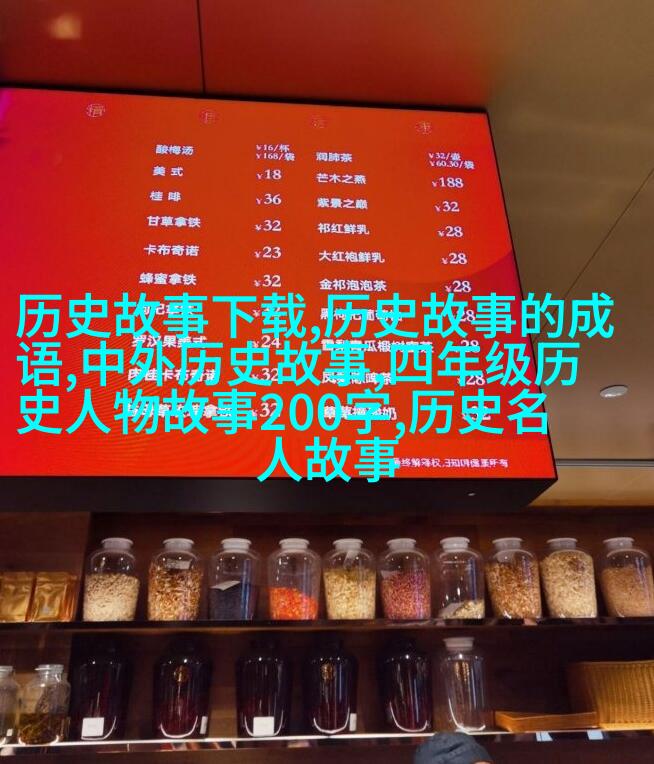 酸梅汤 ¥16/杯 ¥168/袋
美式 ¥18
桂啡 ¥36
甘草拿铁 ¥32
卡布奇诺 ¥23
蜂蜜拿铁 ¥32
润肺茶 ¥32/壶 ¥60.30/袋
芒木之燕 ¥188
紫景之巅 ¥32
祁红鲜乳 ¥28
大红袍鲜乳 ¥28
金祁泡泡茶 ¥28
历史故事下载,历史故事的成
语,中外历史故事,四年级历
史人物故事200字,历史名
人故事